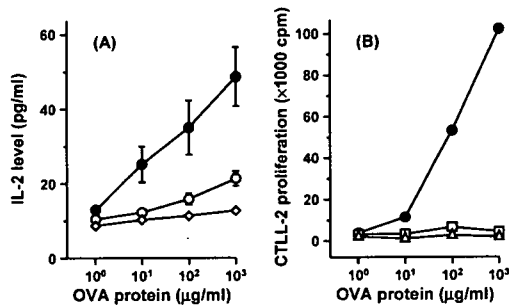 (A)
IL-2 level (pg/ml)
60
40
20
0
10⁰ 10¹ 10² 10³
OVA protein (µg/ml)
(B)
CTLL-2 proliferation (×1000 cpm)
100
80
60
40
20
0
10⁰ 10¹ 10² 10³
OVA protein (µg/ml)